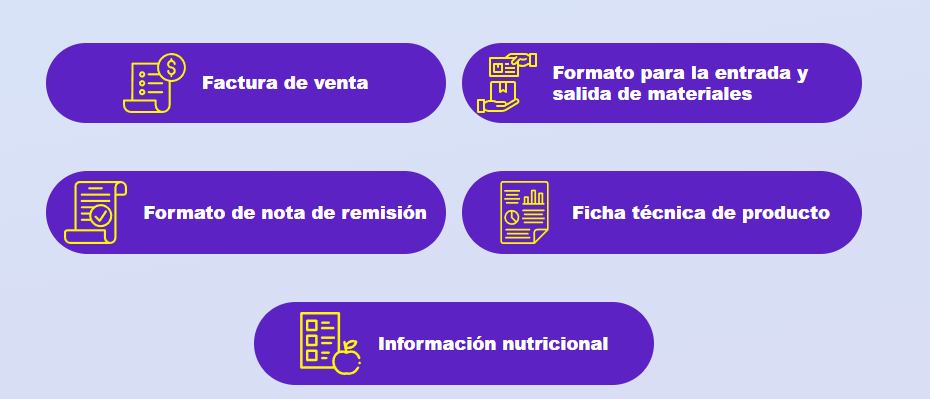 Factura de venta
Formato para la entrada y
salida de materiales
Formato de nota de remisión
Ficha técnica de producto
Información nutricional